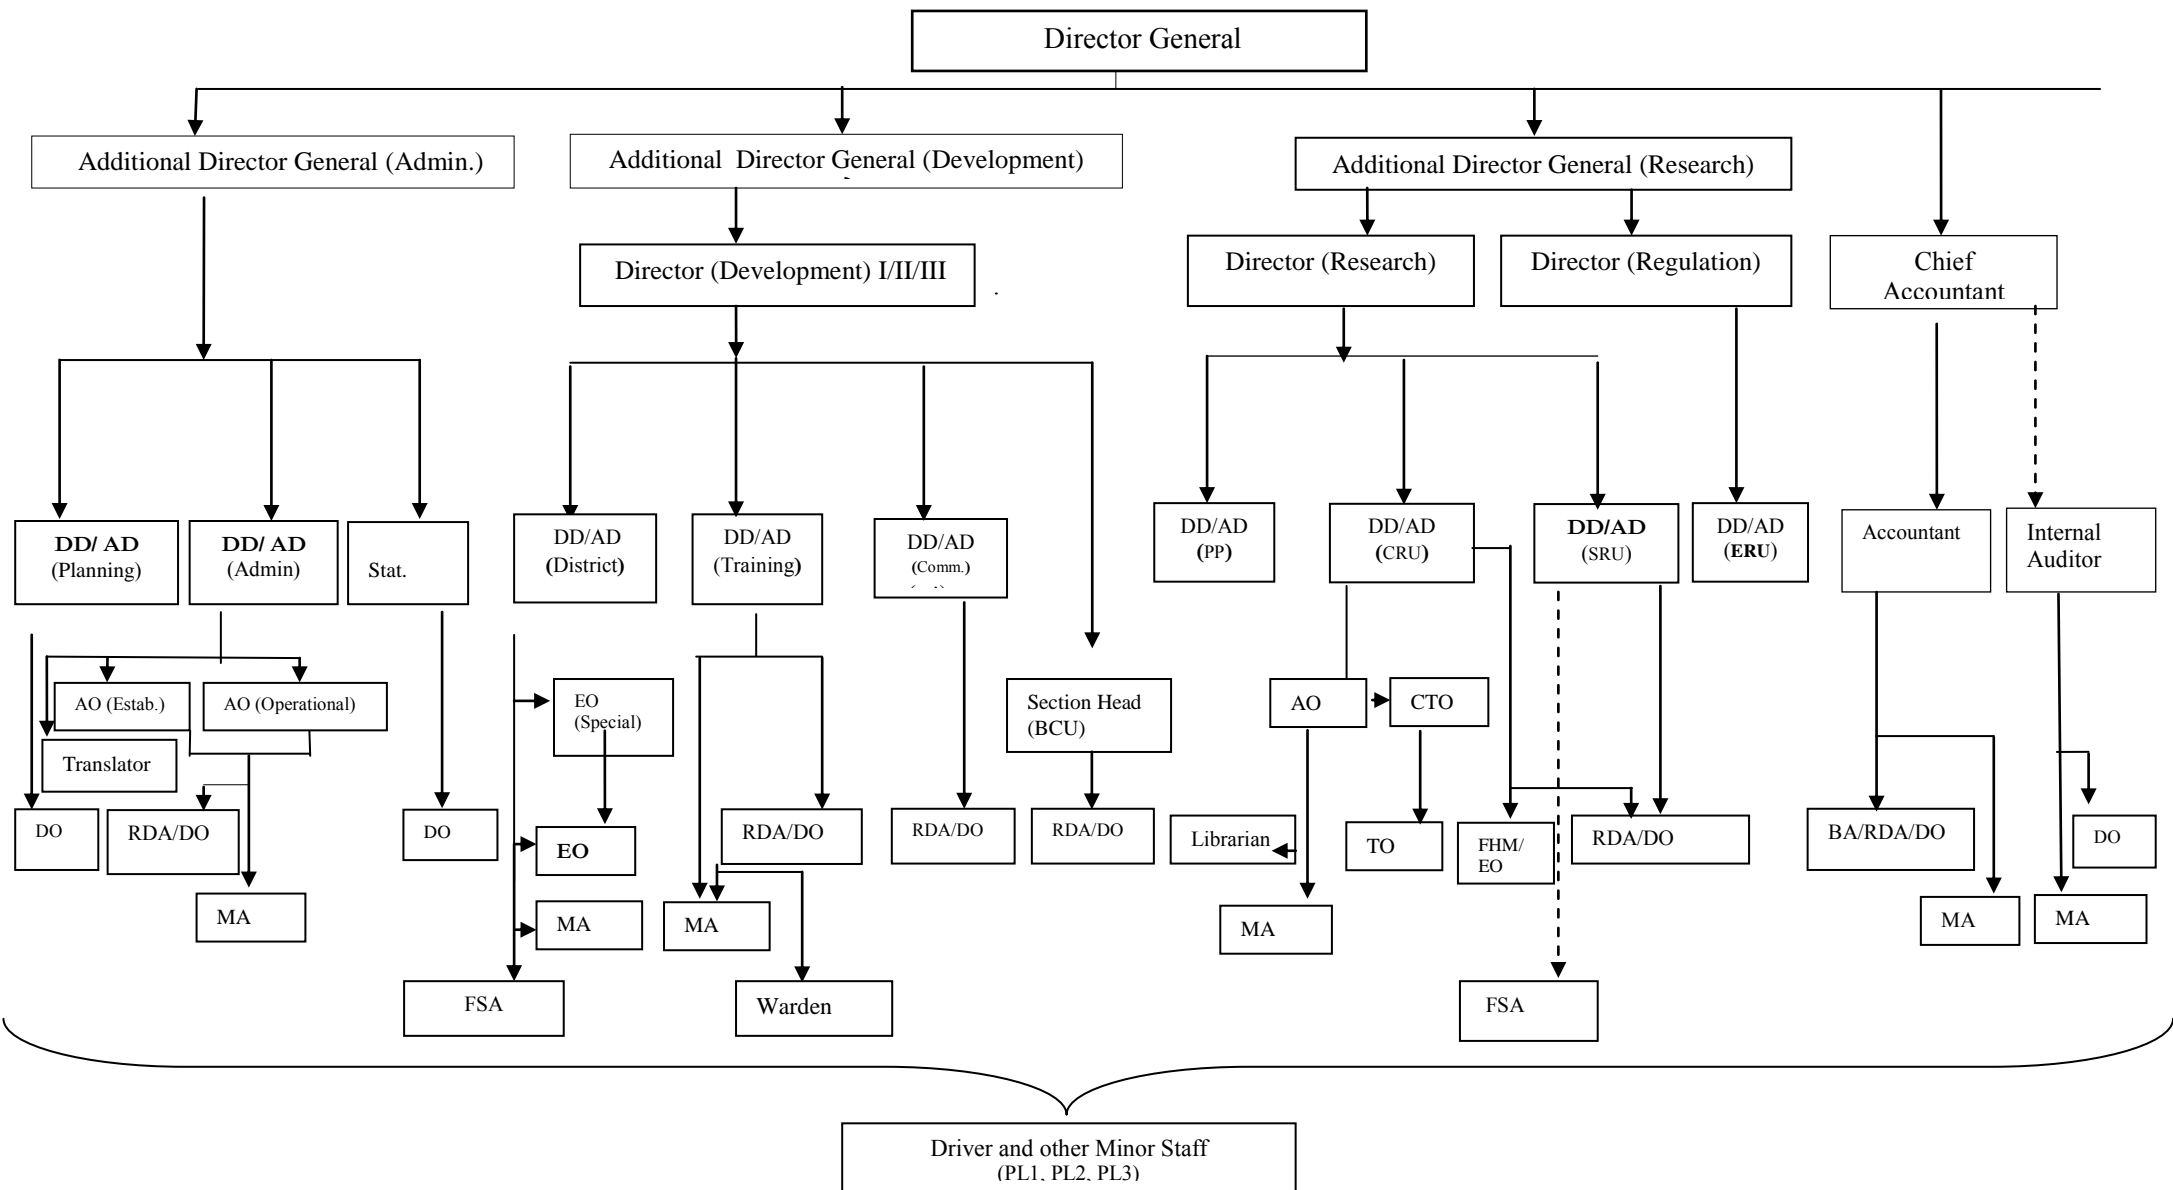 Director General
Additional Director General (Admin.)
Additional Director General (Development)
Additional Director General (Research)
Director (Development) I/II/III
Director (Research)
Director (Regulation)
Chief
Accountant
DD/ AD
(Planning)
DD/ AD
(Admin)
Stat.
DD/AD
(District)
DD/AD
(Training)
DD/AD
(Comm.)
DD/AD
(PP)
DD/AD
(CRU)
DD/AD
(SRU)
DD/AD
(ERU)
Accountant
Internal
Auditor
AO (Estab.)
AO (Operational)
EO
(Special)
Section Head
(BCU)
AO
CTO
Translator
DO
RDA/DO
DO
EO
RDA/DO
RDA/DO
RDA/DO
Librarian
TO
FHM/
EO
RDA/DO
BA/RDA/DO
DO
MA
MA
MA
MA
MA
MA
FSA
Warden
FSA
Driver and other Minor Staff
(PL1, PL2, PL3)